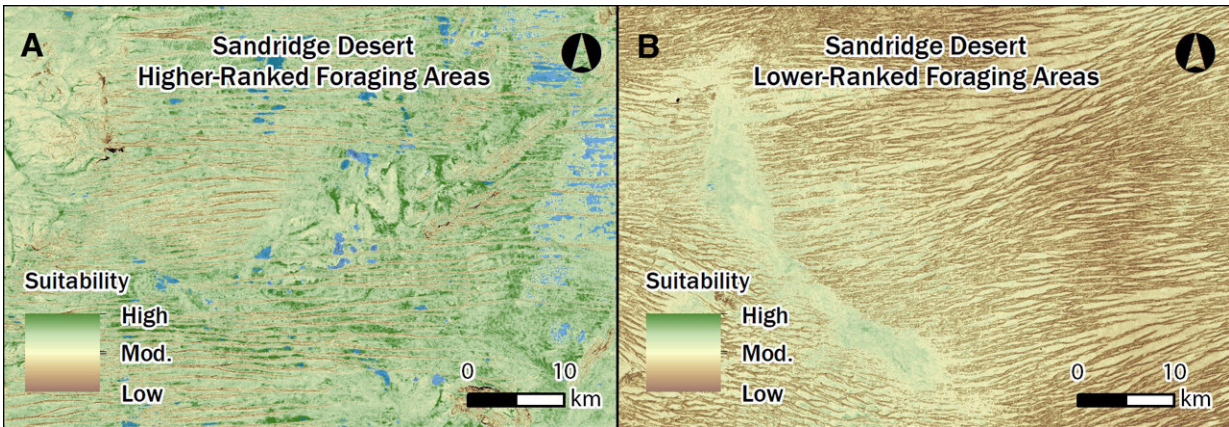 A
Sandridge Desert
Higher-Ranked Foraging Areas
Suitability
High
Mod.
Low
0 10
km
B
Sandridge Desert
Lower-Ranked Foraging Areas
Suitability
High
Mod.
Low
0 10
km